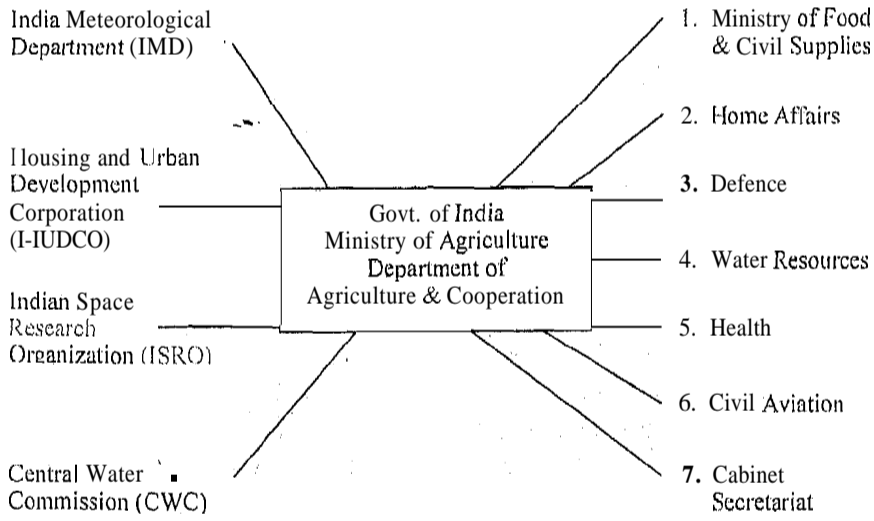 India Meteorological
Department (IMD)
Housing and Urban
Development
Corporation
(I-IUDCO)
Indian Space
Research
Organization (ISRO)
Central Water
Commission (CWC)
Govt. of India
Ministry of Agriculture
Department of
Agriculture & Cooperation
1. Ministry of Food
& Civil Supplies
2. Home Affairs
3. Defence
4. Water Resources
5. Health
6. Civil Aviation
7. Cabinet
Secretariat